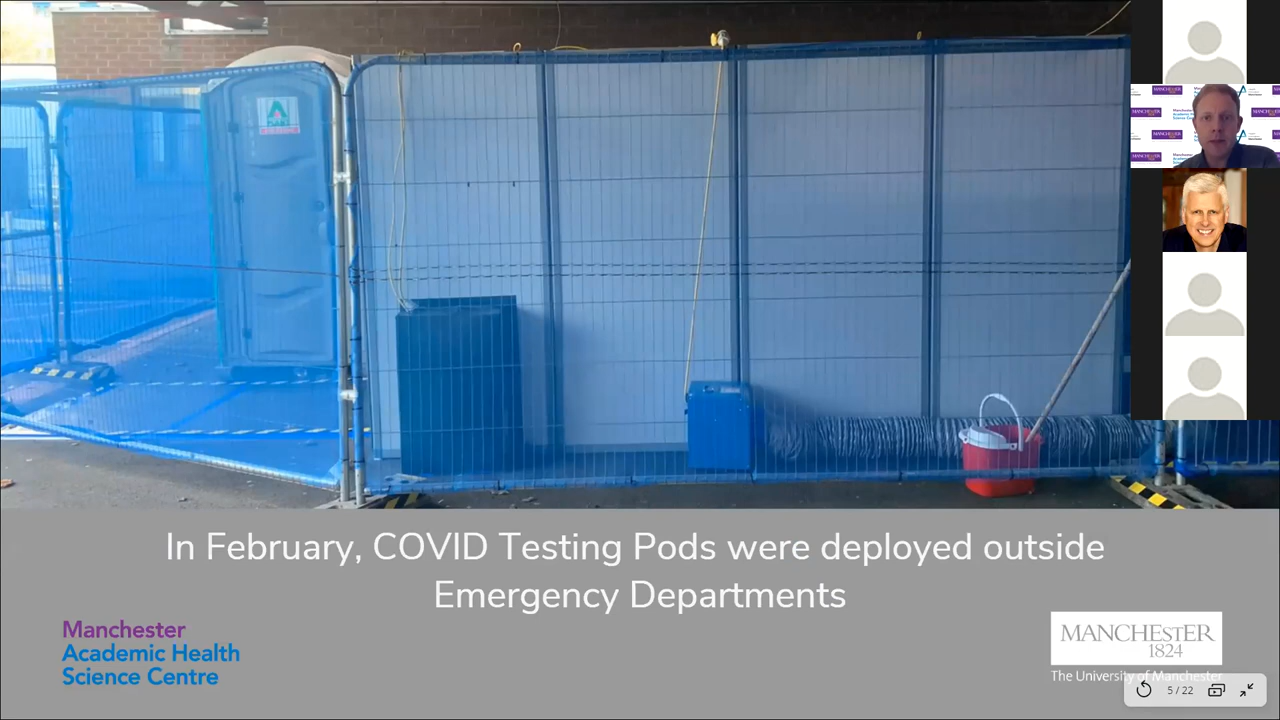 In February, COVID Testing Pods were deployed outside
Emergency Departments
Manchester
Academic Health
Science Centre
MANCHESTER
1824
The University of Manchester
5 / 22